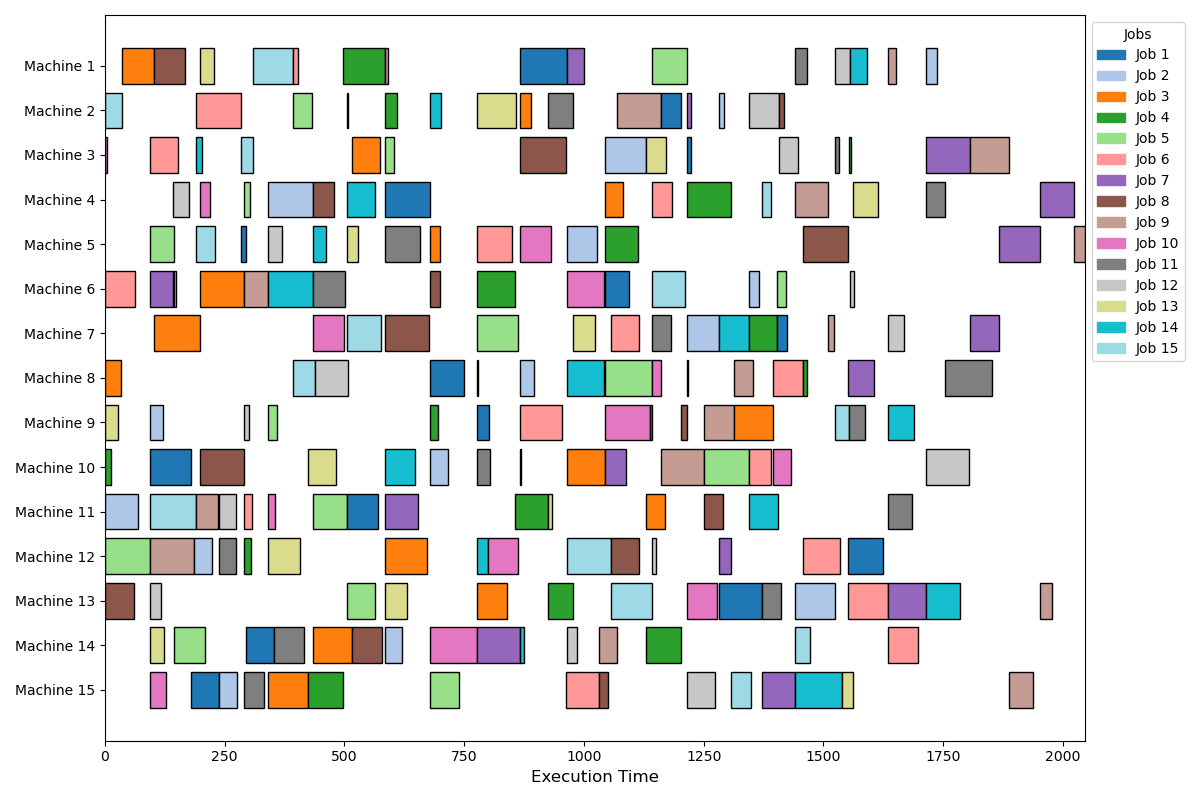 Machine 1
Machine 2
Machine 3
Machine 4
Machine 5
Machine 6
Machine 7
Machine 8
Machine 9
Machine 10
Machine 11
Machine 12
Machine 13
Machine 14
Machine 15
0 250 500 750 1000 1250 1500 1750 2000
Execution Time
Jobs
Job 1
Job 2
Job 3
Job 4
Job 5
Job 6
Job 7
Job 8
Job 9
Job 10
Job 11
Job 12
Job 13
Job 14
Job 15